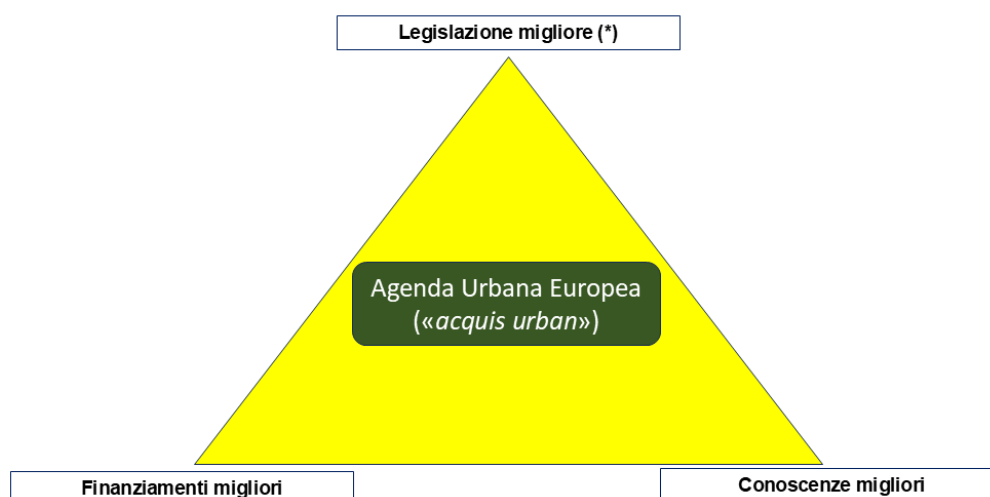 Legislazione migliore (*)
Agenda Urbana Europea
(«acquis urban»)
Finanziamenti migliori
Conoscenze migliori